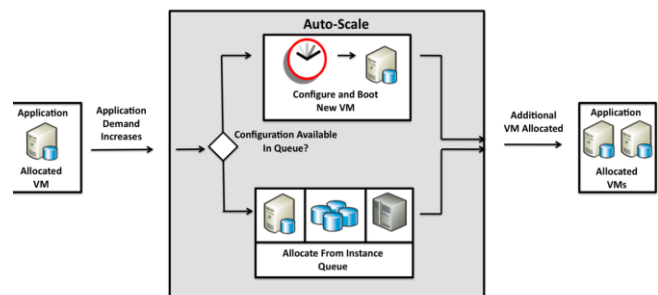 Auto-Scale
Configure and Boot
New VM
Application
Allocated
VM
Application
Demand
Increases
Configuration Available
In Queue?
Allocate From Instance
Queue
Additional
VM Allocated
Application
Allocated
VMs